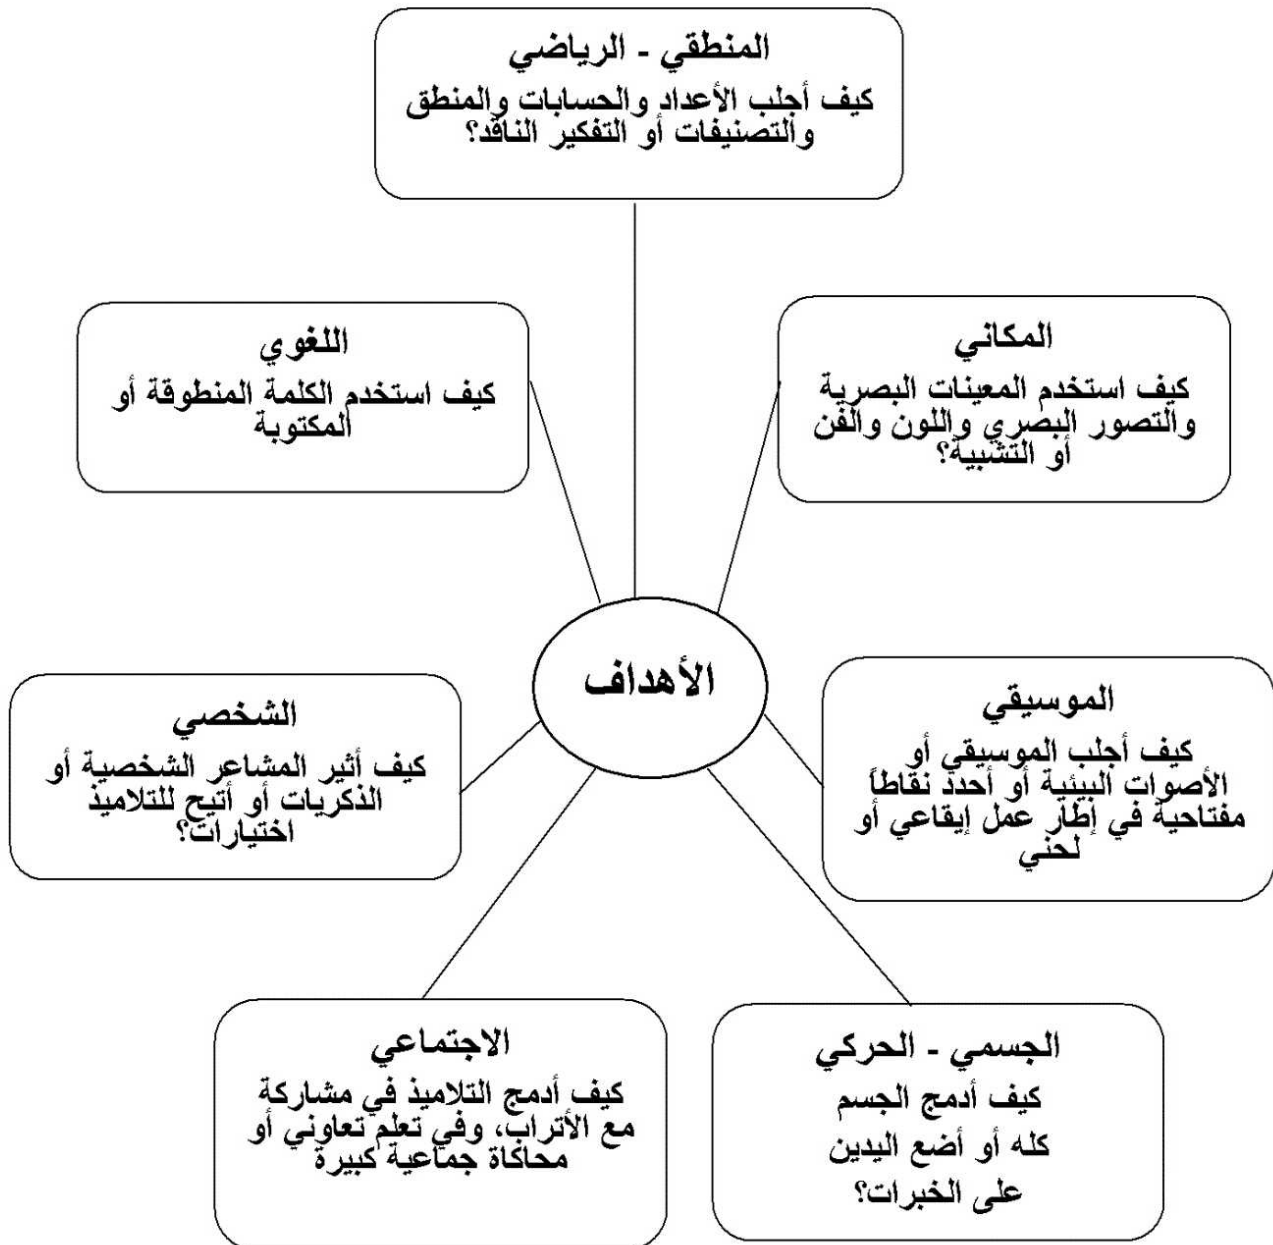 المنطقي - الرياضي
كيف أجلب الأعداد والحسابات والمنطق
والتصنيفات أو التفكير الناقد؟
المكاني
كيف استخدم المعينات البصرية
والتصور البصري واللون والفن
أو التشبية؟
اللغوي
كيف استخدم الكلمة المنطوقة أو
المكتوبة
الأهداف
الموسيقي
كيف أجلب الموسيقي أو
الأصوات البيئية أو أحدد نقاطاً
مفتاحية في إطار عمل إيقاعي أو
لحني
الشخصي
كيف أثير المشاعر الشخصية أو
الذكريات أو أتيح للتلاميذ
اختيارات؟
الجسمي - الحركي
كيف أدمج الجسم
كله أو أضع اليدين
على الخبرات؟
الاجتماعي
كيف أدمج التلاميذ في مشاركة
مع الأتراب، وفي تعلم تعاوني أو
محاكاة جماعية كبيرة